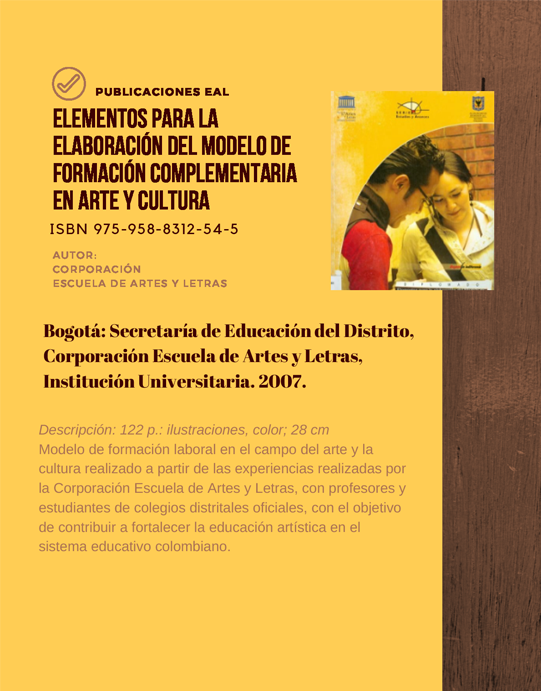 PUBLICACIONES EAL
ELEMENTOS PARA LA
ELABORACIÓN DEL MODELO DE
FORMACIÓN COMPLEMENTARIA
EN ARTE Y CULTURA
ISBN 975-958-8312-54-5
AUTOR:
CORPORACIÓN
ESCUELA DE ARTES Y LETRAS
Bogotá: Secretaría de Educación del Distrito,
Corporación Escuela de Artes y Letras,
Institución Universitaria. 2007.
Descripción: 122 p.: ilustraciones, color; 28 cm
Modelo de formación laboral en el campo del arte y la
cultura realizado a partir de las experiencias realizadas por
la Corporación Escuela de Artes y Letras, con profesores y
estudiantes de colegios distritales oficiales, con el objetivo
de contribuir a fortalecer la educación artística en el
sistema educativo colombiano.